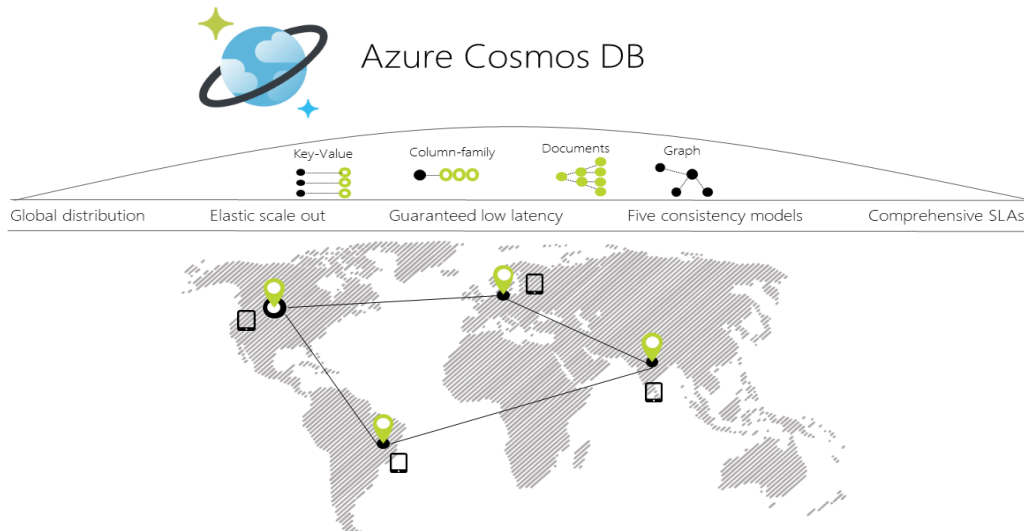 Azure Cosmos DB
Key-Value
Column-family
Documents
Graph
Global distribution
Elastic scale out
Guaranteed low latency
Five consistency models
Comprehensive SLAs